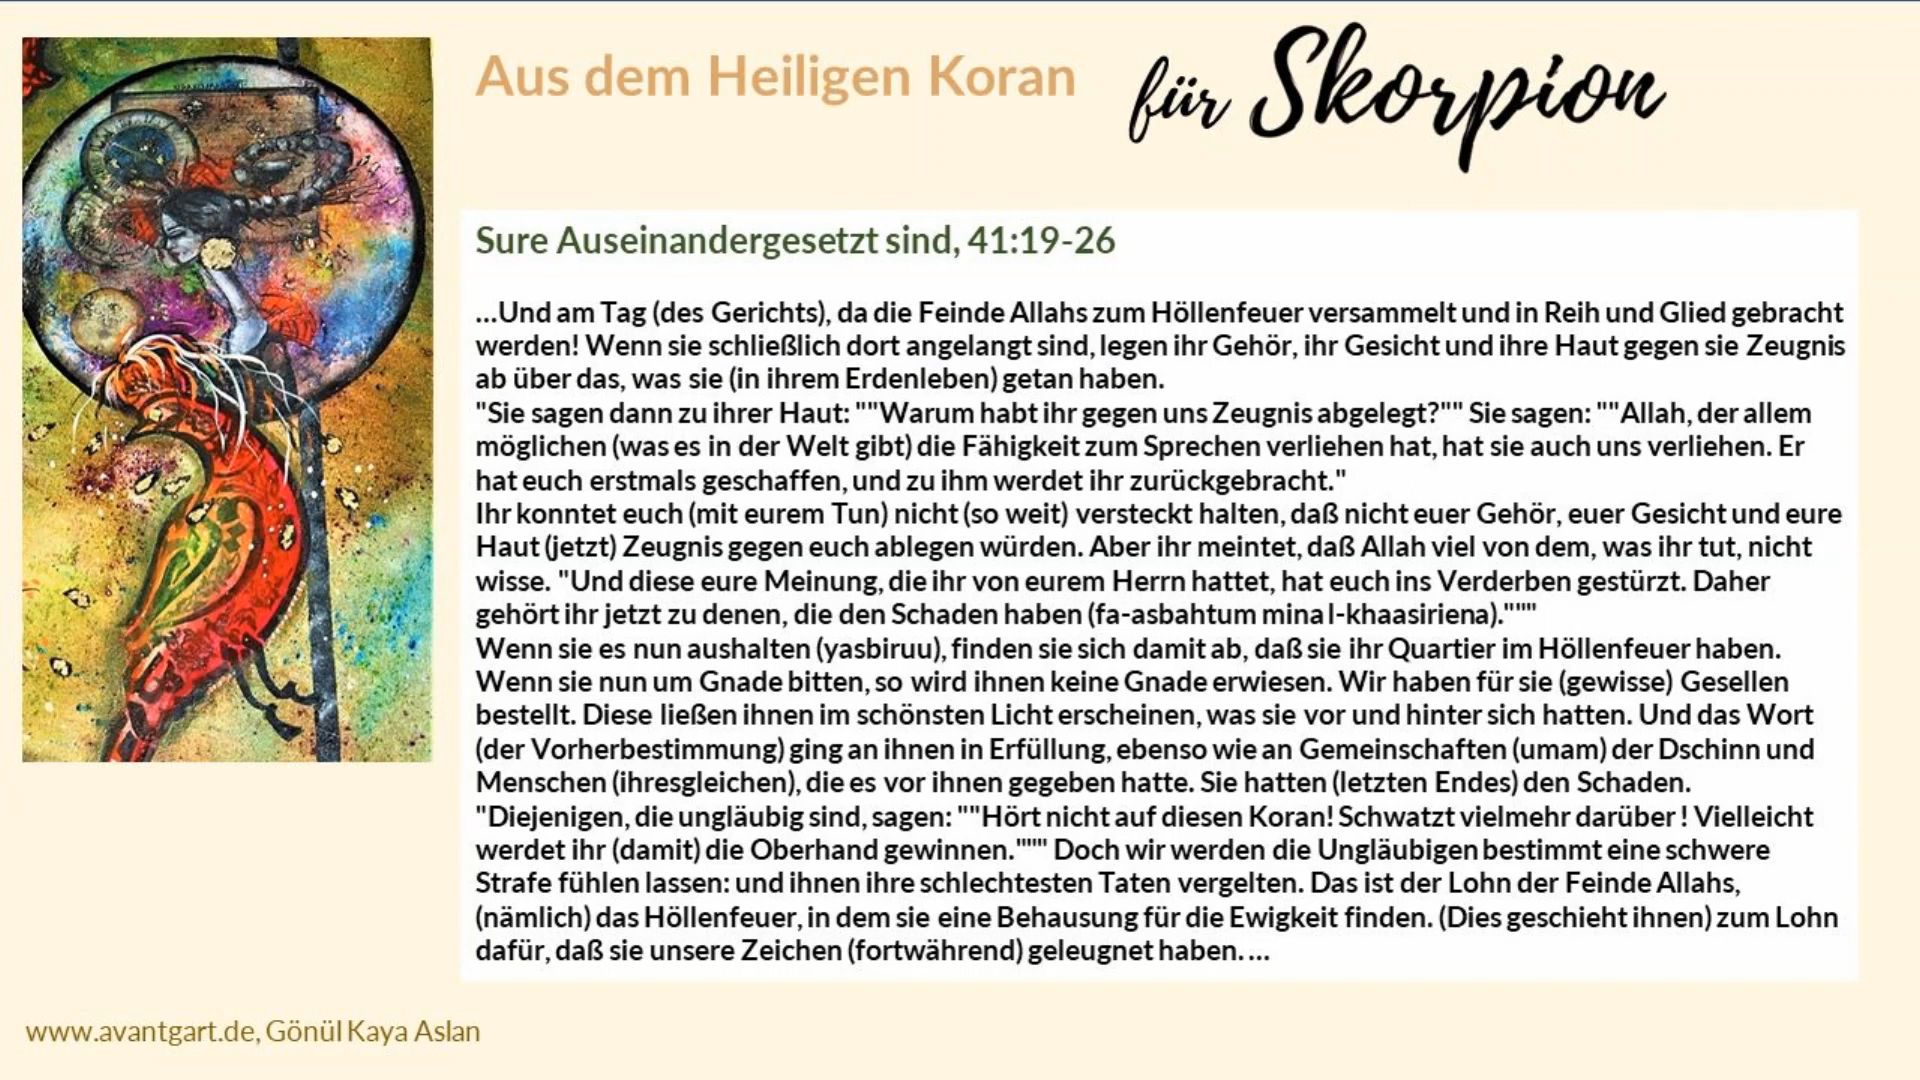 Aus dem Heiligen Koran für Skorpion
Sure Auseinandergesetzt sind, 41:19-26
...Und am Tag (des Gerichts), da die Feinde Allahs zum Höllenfeuer versammelt und in Reih und Glied gebracht
werden! Wenn sie schließlich dort angelangt sind, legen ihr Gehör, ihr Gesicht und ihre Haut gegen sie Zeugnis
ab über das, was sie (in ihrem Erdenleben) getan haben.
"Sie sagen dann zu ihrer Haut: ""Warum habt ihr gegen uns Zeugnis abgelegt?"" Sie sagen: ""Allah, der allem
möglichen (was es in der Welt gibt) die Fähigkeit zum Sprechen verliehen hat, hat sie auch uns verliehen. Er
hat euch erstmals geschaffen, und zu ihm werdet ihr zurückgebracht."
Ihr konntet euch (mit eurem Tun) nicht (so weit) versteckt halten, daß nicht euer Gehör, euer Gesicht und eure
Haut (jetzt) Zeugnis gegen euch ablegen würden. Aber ihr meintet, daß Allah viel von dem, was ihr tut, nicht
wisse. "Und diese eure Meinung, die ihr von eurem Herrn hattet, hat euch ins Verderben gestürzt. Daher
gehört ihr jetzt zu denen, die den Schaden haben (fa-asbahtum mina l-khaasiriena)."""
Wenn sie es nun aushalten (yasbiruu), finden sie sich damit ab, daß sie ihr Quartier im Höllenfeuer haben.
Wenn sie nun um Gnade bitten, so wird ihnen keine Gnade erwiesen. Wir haben für sie (gewisse) Gesellen
bestellt. Diese ließen ihnen im schönsten Licht erscheinen, was sie vor und hinter sich hatten. Und das Wort
(der Vorherbestimmung) ging an ihnen in Erfüllung, ebenso wie an Gemeinschaften (umam) der Dschinn und
Menschen (ihresgleichen), die es vor ihnen gegeben hatte. Sie hatten (letzten Endes) den Schaden.
"Diejenigen, die ungläubig sind, sagen: ""Hört nicht auf diesen Koran! Schwatzt vielmehr darüber! Vielleicht
werdet ihr (damit) die Oberhand gewinnen.""" Doch wir werden die Ungläubigen bestimmt eine schwere
Strafe fühlen lassen: und ihnen ihre schlechtesten Taten vergelten. Das ist der Lohn der Feinde Allahs,
(nämlich) das Höllenfeuer, in dem sie eine Behausung für die Ewigkeit finden. (Dies geschieht ihnen) zum Lohn
dafür, daß sie unsere Zeichen (fortwährend) geleugnet haben. ...
www.avantgart.de, Gönül Kaya Aslan